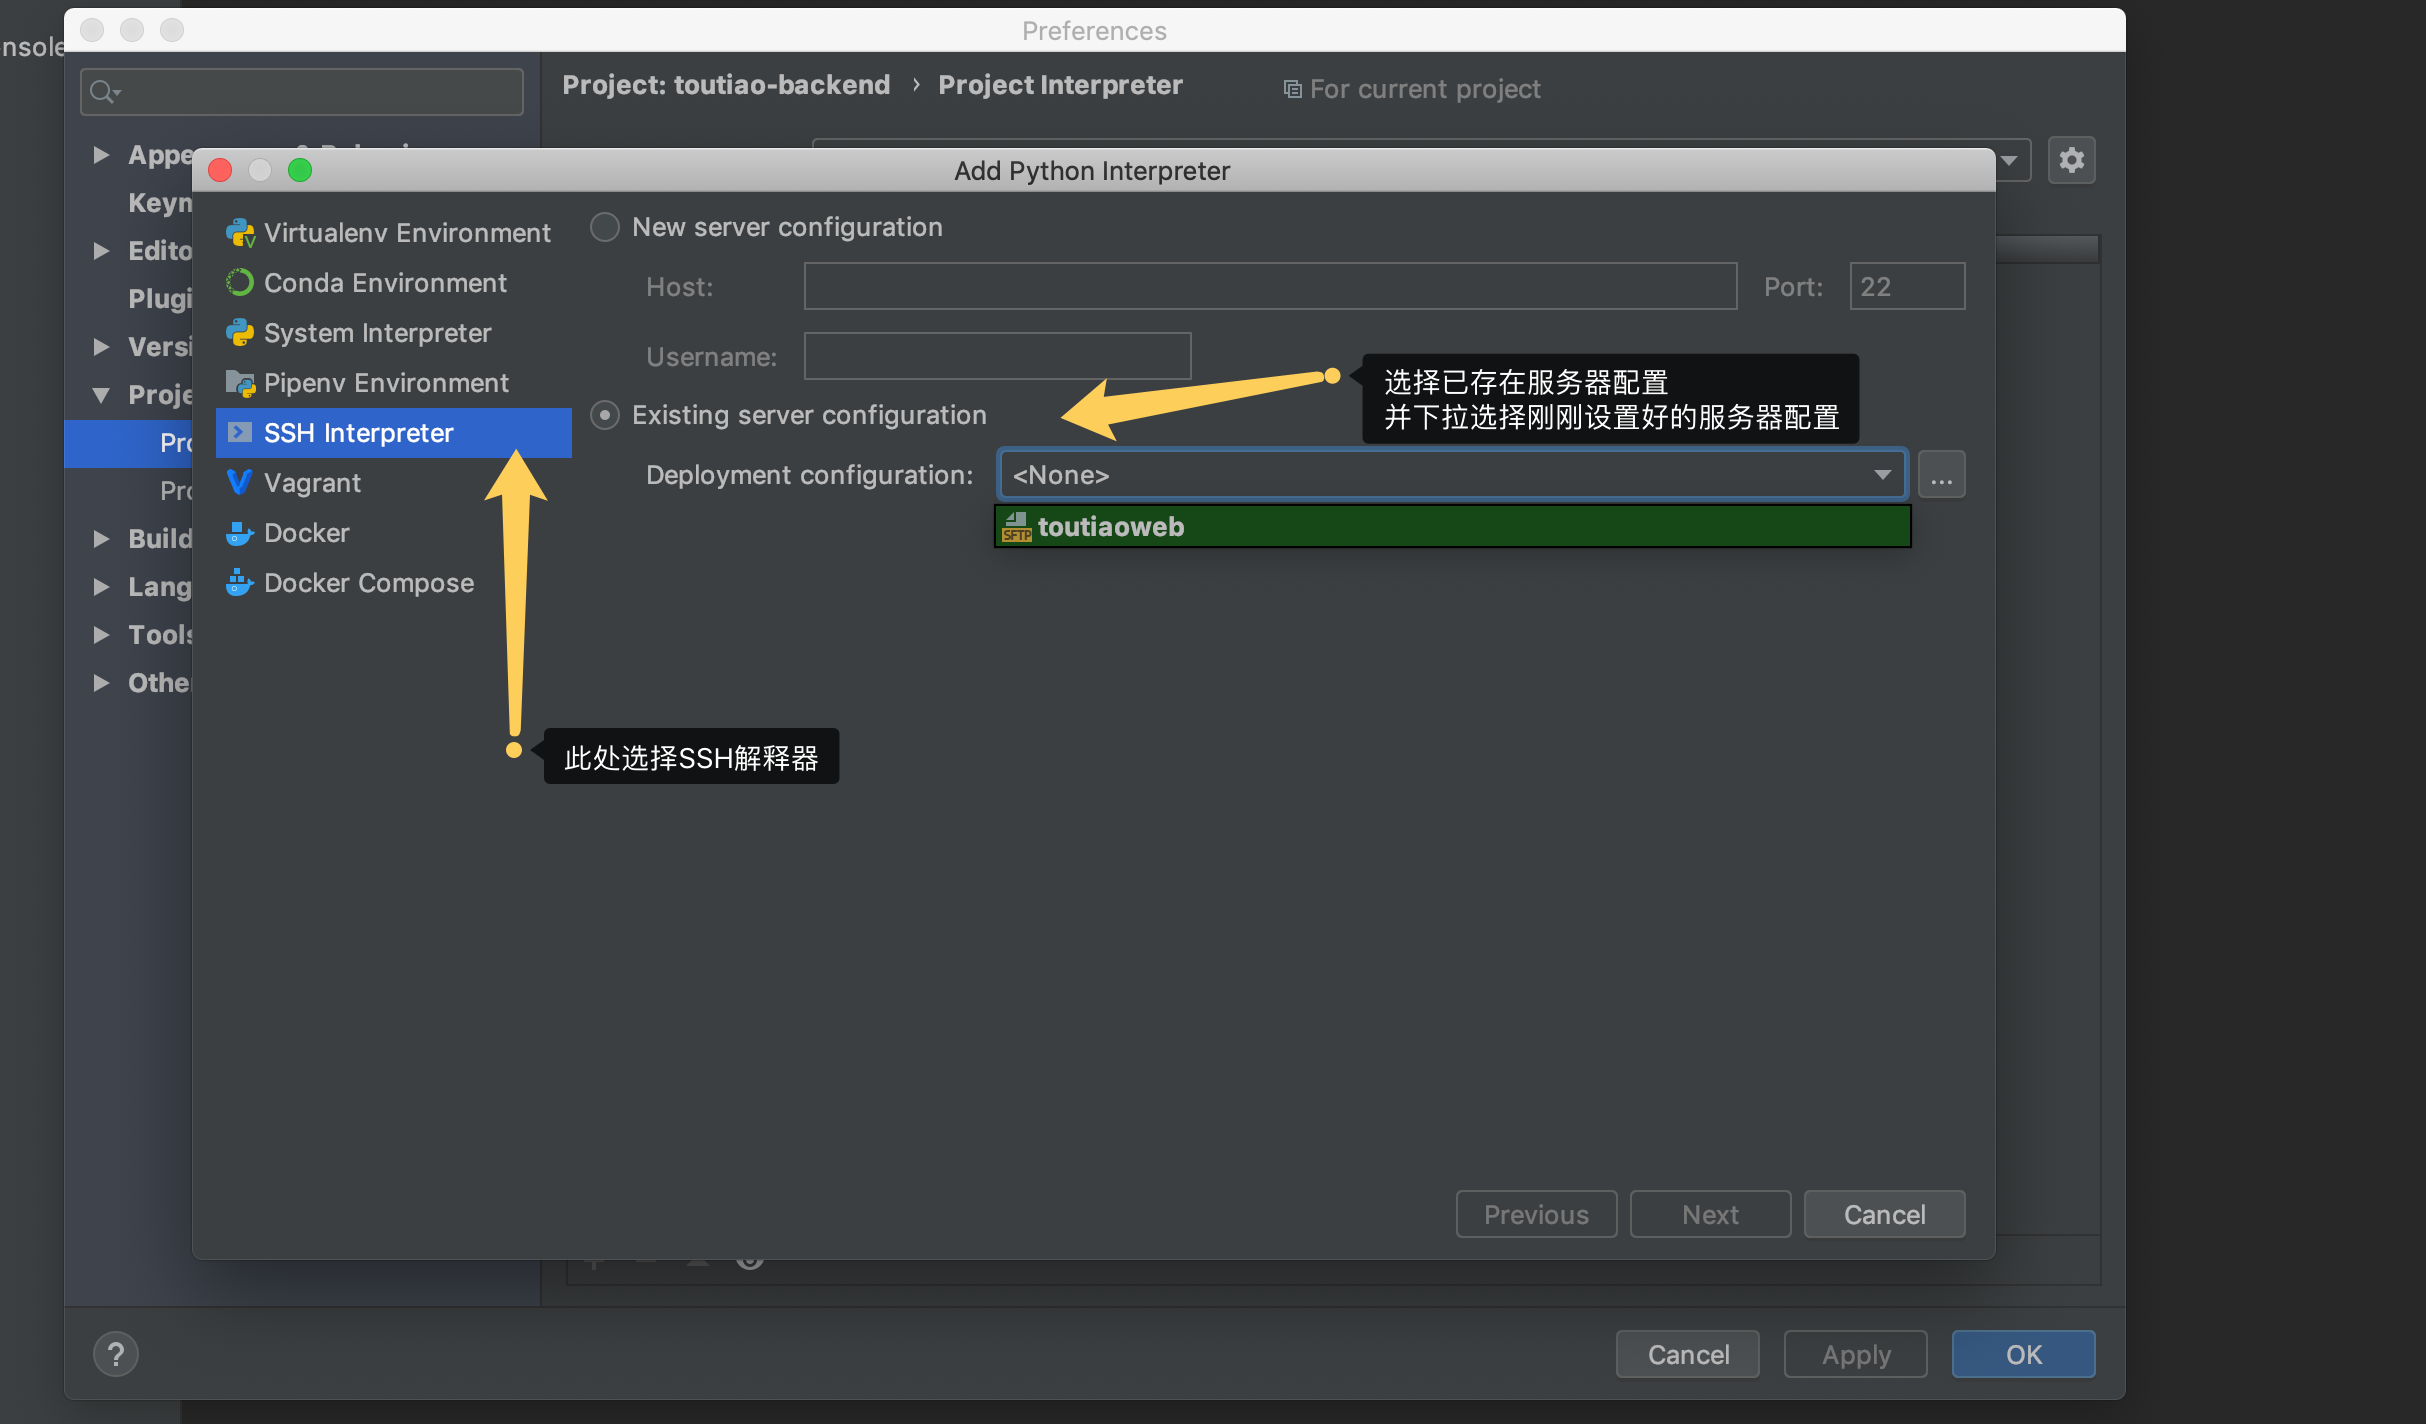 nsole
Preferences
Project: toutiao-backend › Project Interpreter
For current project
Add Python Interpreter
Virtualenv Environment
Conda Environment
System Interpreter
Pipenv Environment
SSH Interpreter
Vagrant
Docker
Docker Compose
New server configuration
Host:
Port: 22
Username:
选择已存在服务器配置
并下拉选择刚刚设置好的服务器配置
Existing server configuration
Deployment configuration: <None>
...
SFTP toutiaoweb
此处选择SSH解释器
Appe
Keyn
Edito
Plugi
Versi
Proje
Pro
Pro
Build
Lang
Tools
Other
Previous
Next
Cancel
?
Cancel
Apply
OK